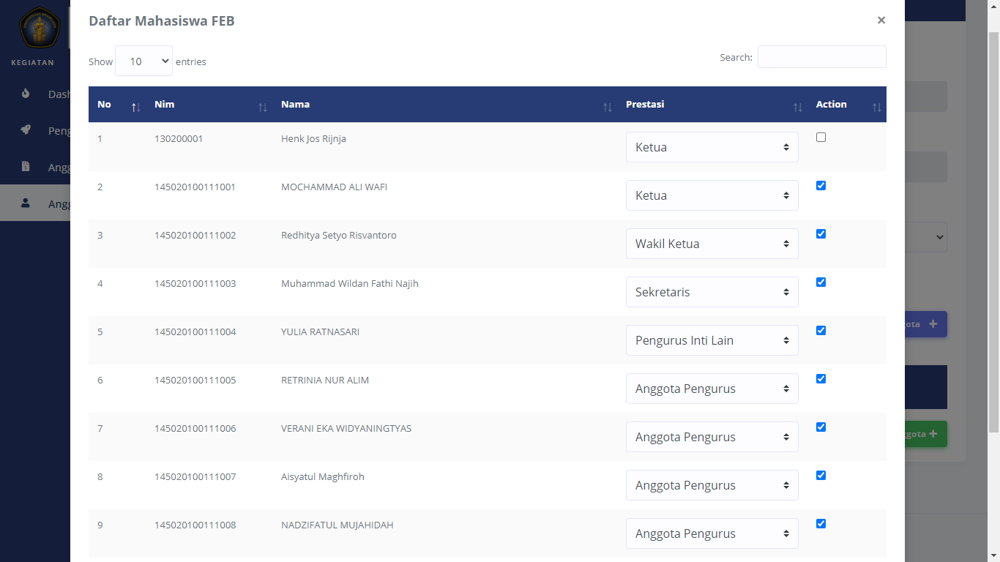 Daftar Mahasiswa FEB ×
KEGIATAN
Show 10 entries Search:
No Nim Nama Prestasi Action
Dash
Peng
Angg
Angg
1 130200001 Henk Jos Rijnja Ketua
2 145020100111001 MOCHAMMAD ALI WAFI Ketua
3 145020100111002 Redhitya Setyo Risvantoro Wakil Ketua
4 145020100111003 Muhammad Wildan Fathi Najih Sekretaris
5 145020100111004 YULIA RATNASARI Pengurus Inti Lain
6 145020100111005 RETRINIA NUR ALIM Anggota Pengurus
7 145020100111006 VERANI EKA WIDYANINGTYAS Anggota Pengurus
8 145020100111007 Aisyatul Maghfiroh Anggota Pengurus
9 145020100111008 NADZIFATUL MUJAHIDAH Anggota Pengurus
ota +
gota +